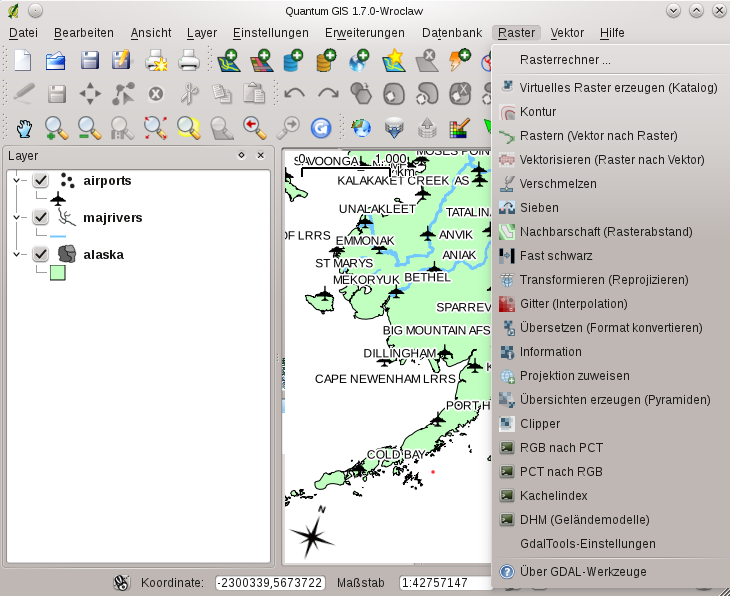 Quantum GIS 1.7.0-Wroclaw
Datei Bearbeiten Ansicht Layer Einstellungen Erweiterungen Datenbank Raster Vektor Hilfe
Rasterrechner ...
Virtuelles Raster erzeugen (Katalog)
Kontur
Rastern (Vektor nach Raster)
Vektorisieren (Raster nach Vektor)
Verschmelzen
Sieben
Nachbarschaft (Rasterabstand)
Fast schwarz
Transformieren (Reprojizieren)
Gitter (Interpolation)
Übersetzen (Format konvertieren)
Information
Projektion zuweisen
Übersichten erzeugen (Pyramiden)
Clipper
RGB nach PCT
PCT nach RGB
Kachelindex
DHM (Geländemodelle)
GdalTools-Einstellungen
Über GDAL-Werkzeuge
Layer
airports
majrivers
alaska
0 1,000
km
KALAKAKET CREEK AS
UNALAKLEET
TATALINA
OF LRRS
EMMONAK
ANVIK
ANIAK
ST MARYS
MEKORYUK
BETHEL
SPARREV
BIG MOUNTAIN AFS
DILLINGHAM
CAPE NEWENHAM LRRS
PORT H
COLD BAY
N
Koordinate: -2300339,5673722 Maßstab 1:42757147